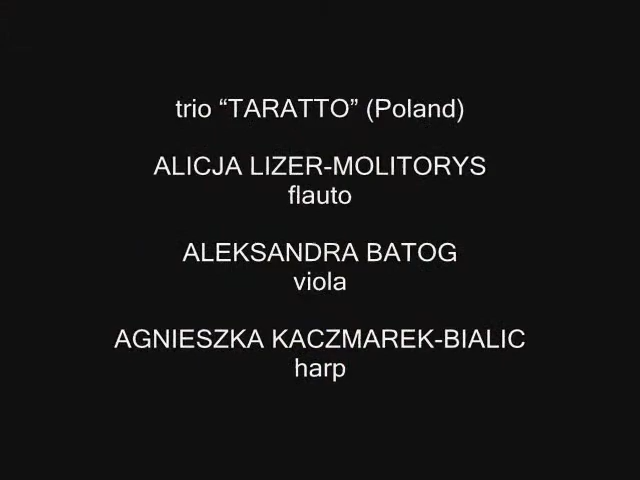 trio “TARATTO” (Poland)
ALICJA LIZER-MOLITORYS
flauto
ALEKSANDRA BATOG
viola
AGNIESZKA KACZMAREK-BIALIC
harp